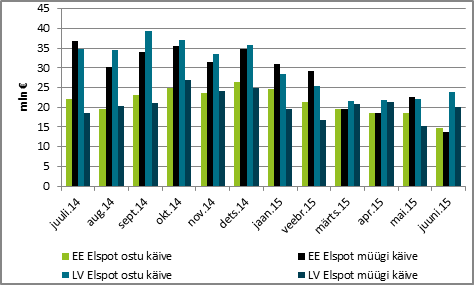 45
40
35
30
25
20
15
10
5
0
mln €
juuli.14
aug.14
sept.14
okt.14
nov.14
dets.14
jaan.15
veebr.15
märts.15
apr.15
mai.15
juuni.15
EE Elspot ostu käive
EE Elspot müügi käive
LV Elspot ostu käive
LV Elspot müügi käive